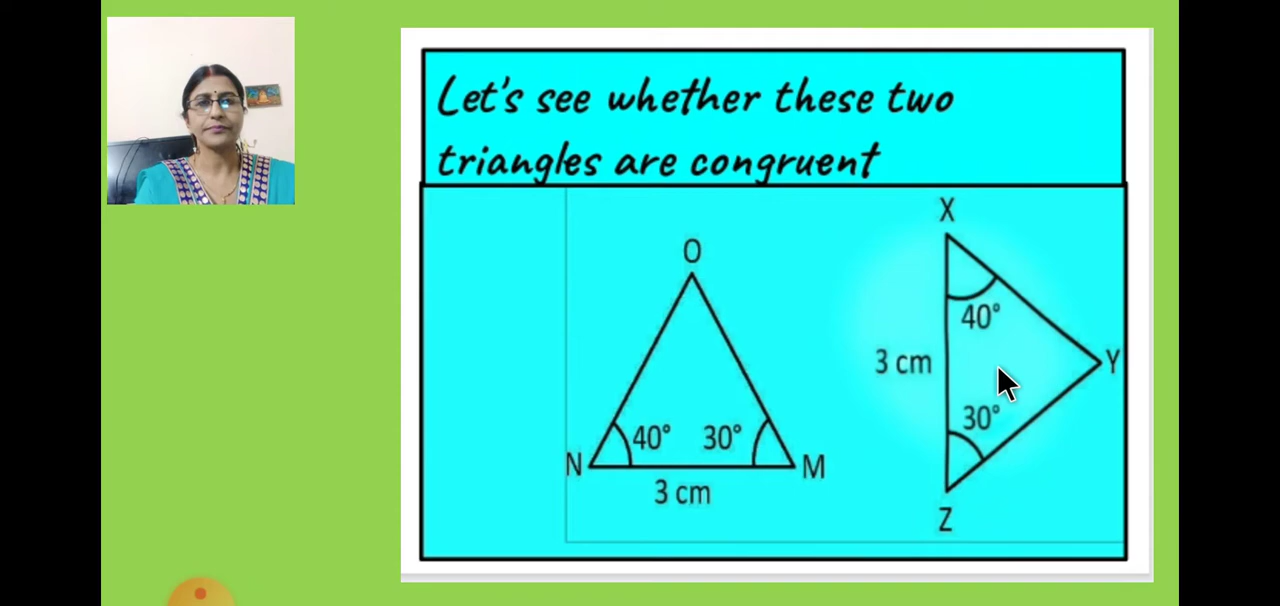 Let's see whether these two
triangles are congruent
X
O
40°
3 cm
Y
30°
40°
30°
N
M
3 cm
Z